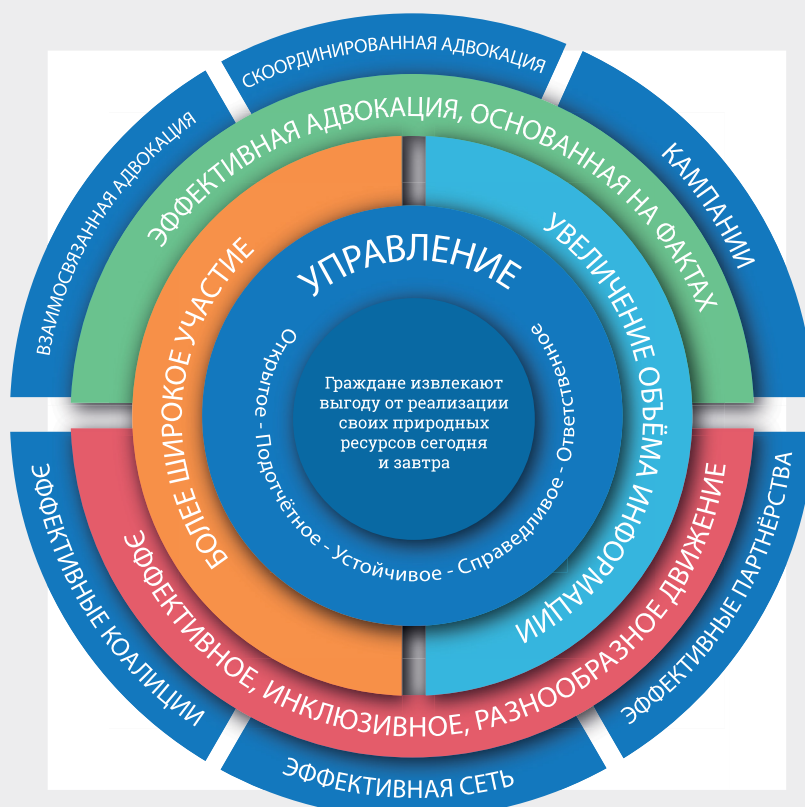 СКООРДИНИРОВАННАЯ АДВОКАЦИЯ
ВЗАИМОСВЯЗАННАЯ АДВОКАЦИЯ
КАМПАНИИ
ЭФФЕКТИВНАЯ АДВОКАЦИЯ, ОСНОВАННАЯ НА ФАКТАХ
БОЛЕЕ ШИРОКОЕ УЧАСТИЕ
УВЕЛИЧЕНИЕ ОБЪЁМА ИНФОРМАЦИИ
УПРАВЛЕНИЕ
Открытое - Подотчётное - Устойчивое - Справедливое - Ответственное
Граждане извлекают
выгоду от реализации
своих природных
ресурсов сегодня
и завтра
ЭФФЕКТИВНОЕ, ИНКЛЮЗИВНОЕ, РАЗНООБРАЗНОЕ ДВИЖЕНИЕ
ЭФФЕКТИВНЫЕ КОАЛИЦИИ
ЭФФЕКТИВНАЯ СЕТЬ
ЭФФЕКТИВНЫЕ ПАРТНЁРСТВА